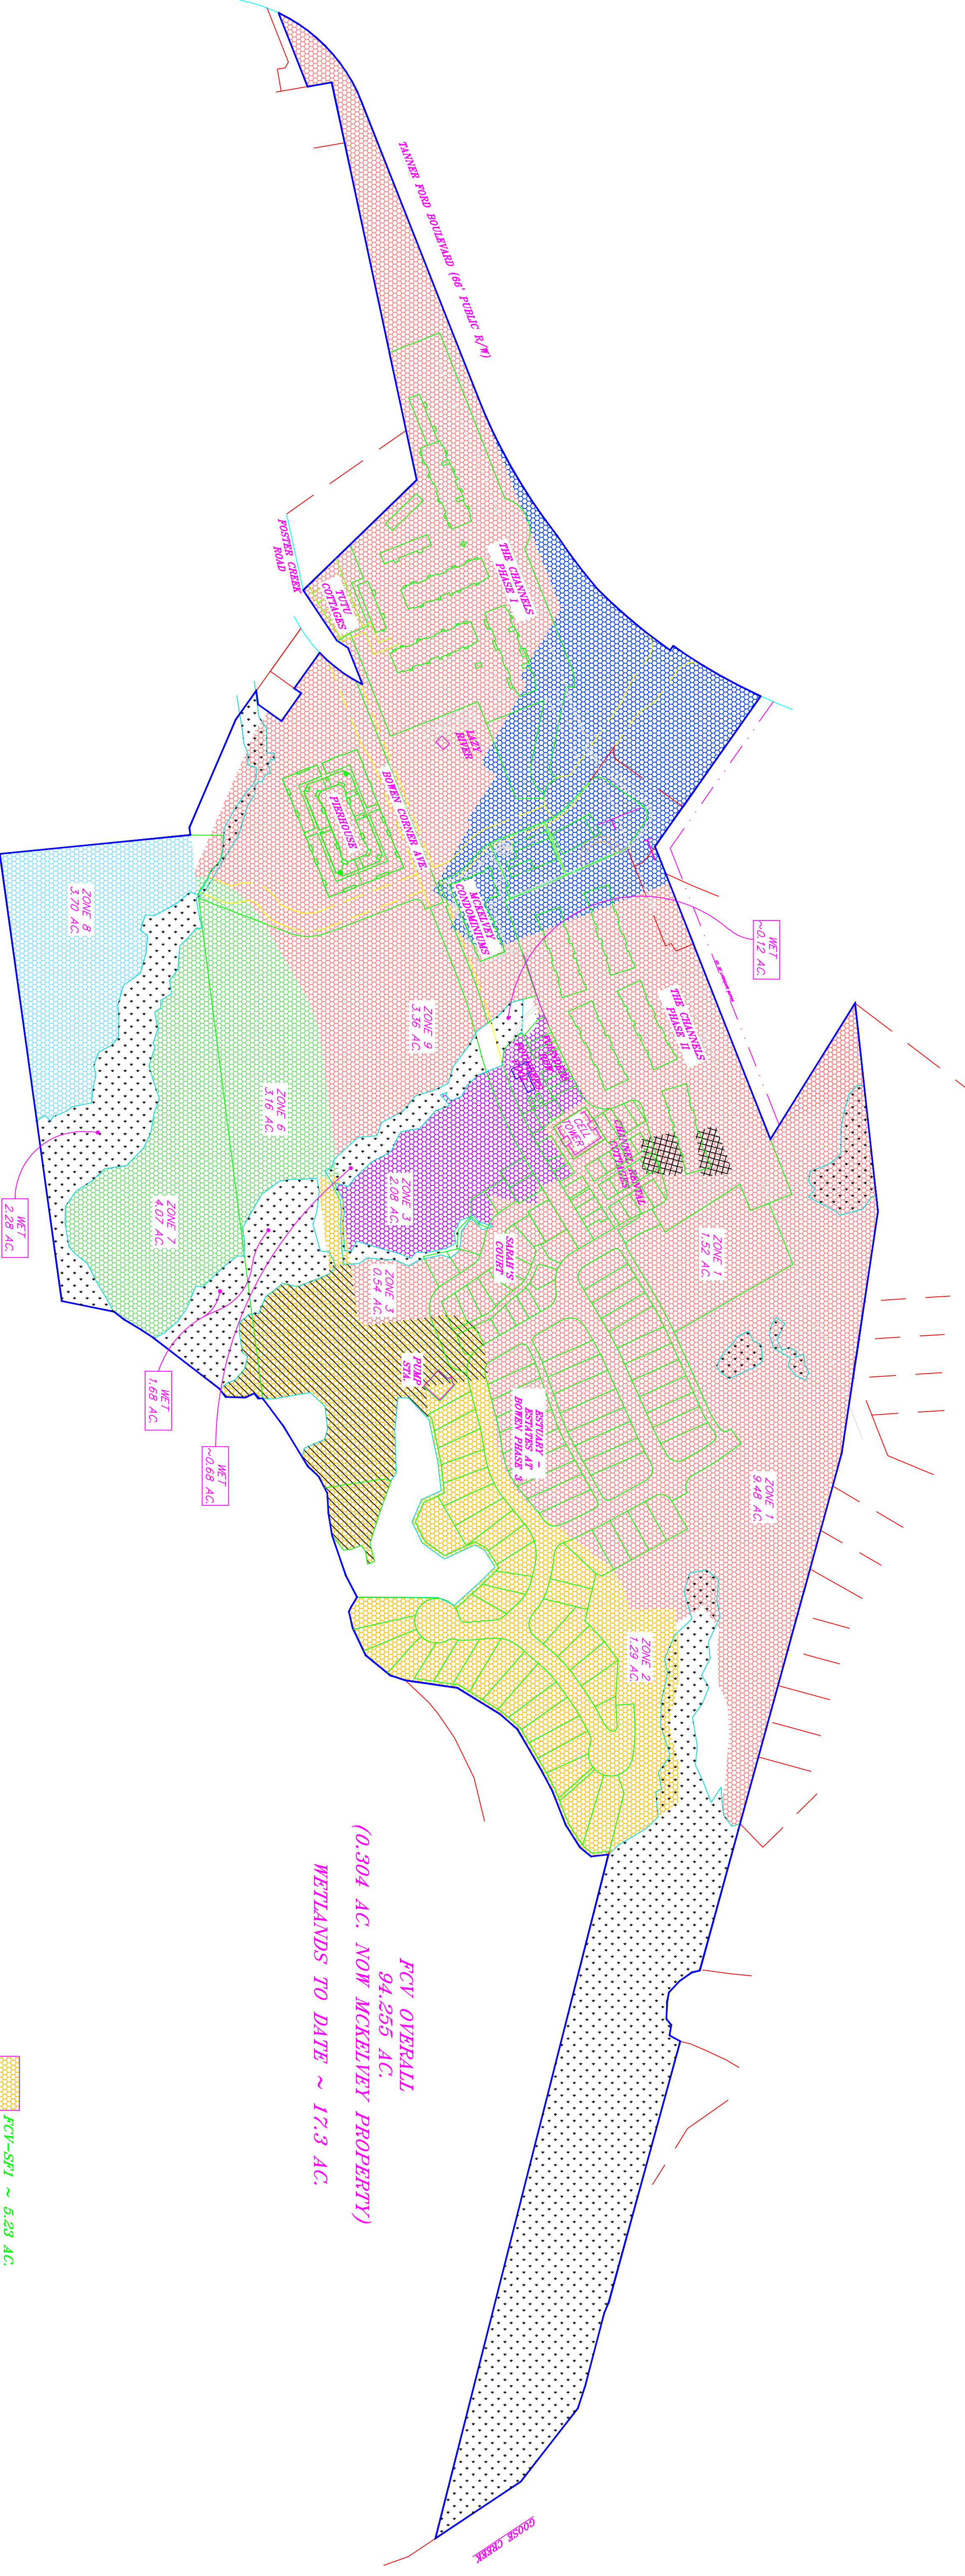 TANNER FORD BOULEVARD (66' PUBLIC R/W)
FOSTER CREEK
ROAD
TUTU
COTTAGES
THE CHANNELS
PHASE I
LAZY
RIVER
PIERHOUSE
BOWEN CORNER AVE.
MCKELVEY
CONDOMINIUMS
WET
~0.12 AC.
THE CHANNELS
PHASE II
ZONE 8
3.70 AC.
ZONE 9
3.36 AC.
ZONE 6
3.16 AC.
CELL
TOWER
CHANNEL RENTAL
COTTAGES
ZONE 3
2.08 AC.
ZONE 7
4.07 AC.
WET
2.28 AC.
SARAH'S
COURT
ZONE 1
1.52 AC.
ZONE 3
0.54 AC.
PUMP
STA.
WET
1.68 AC.
WET
~0.68 AC.
ESTUARY -
ESTATES AT
BOWEN PHASE 3
ZONE 1
9.48 AC.
ZONE 2
1.29 AC.
FCV OVERALL
94.255 AC.
(0.304 AC. NOW MCKELVEY PROPERTY)
WETLANDS TO DATE ~ 17.3 AC.
FCV-SF1 ~ 5.23 AC.
GOOSE CREEK